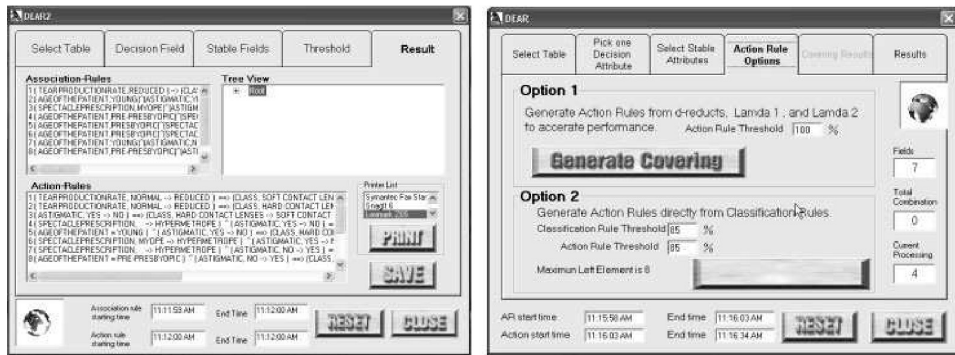 DEAR2
Select Table
Decision Field
Stable Fields
Threshold
Result
Association-Rules
1( TEARPRODUCTIONRATE, REDUCED )--> (CLA
2( AGEOFTHEPATIENT, YOUNG)^(ASTIGMATIC, Y
3( SPECTACLEPRESCRIPTION, MYOPE)^(ASTIGM
4( AGEOFTHEPATIENT, PRE-PRESBYOPIC)^(SPE
5( AGEOFTHEPATIENT, PRESBYOPIC)^(SPECTAC
6( AGEOFTHEPATIENT, PRESBYOPIC)^(SPECTAC
7( AGEOFTHEPATIENT, YOUNG)^(ASTIGMATIC, N
8( AGEOFTHEPATIENT, PRE-PRESBYOPIC)^(ASTI
Tree View
Root
Action-Rules
1( TEARPRODUCTIONRATE, NORMAL -> REDUCED ) ==> (CLASS, SOFT CONTACT LEN
2( TEARPRODUCTIONRATE, NORMAL -> REDUCED ) ==> (CLASS, HARD CONTACT LEN
3( ASTIGMATIC, YES -> NO ) ==> (CLASS, HARD CONTACT LENSES -> SOFT CONTACT
4( SPECTACLEPRESCRIPTION, -> HYPERMETROPE ) ^ (ASTIGMATIC, YES -> NO ) =
5( AGEOFTHEPATIENT = YOUNG ) ^ (ASTIGMATIC, YES -> NO ) ==> (CLASS, HARD CO
6( SPECTACLEPRESCRIPTION, MYOPE -> HYPERMETROPE ) ^ (ASTIGMATIC, YES ->
7( SPECTACLEPRESCRIPTION, -> HYPERMETROPE ) ^ (ASTIGMATIC, NO -> YES ) =
8( AGEOFTHEPATIENT = PRE-PRESBYOPIC ) ^ (ASTIGMATIC, NO -> YES ) ==> (CLASS,
Printer List
Symantec Fax Star
SnagIt 6
PRINT
SAVE
Association rule starting time
11:11:59 AM
End Time
11:12:00 AM
Action rule starting time
11:12:00 AM
End Time
11:12:00 AM
RESET
CLOSE
DEAR
Select Table
Pick one Decision Attribute
Select Stable Attributes
Action Rule Options
Covering Results
Results
Option 1
Generate Action Rules from d-reducts, Lamda 1, and Lamda 2
to accerate performance.
Action Rule Threshold
100 %
Generate Covering
Option 2
Generate Action Rules directly from Classification Rules
Classification Rule Threshold 85 %
Action Rule Threshold 85 %
Maximun Left Element is 6
Fields
7
Total Combination
0
Current Processing
4
AR start time
11:15:58 AM
End time
11:16:03 AM
Action start time
11:16:03 AM
End time
11:16:34 AM
RESET
CLOSE